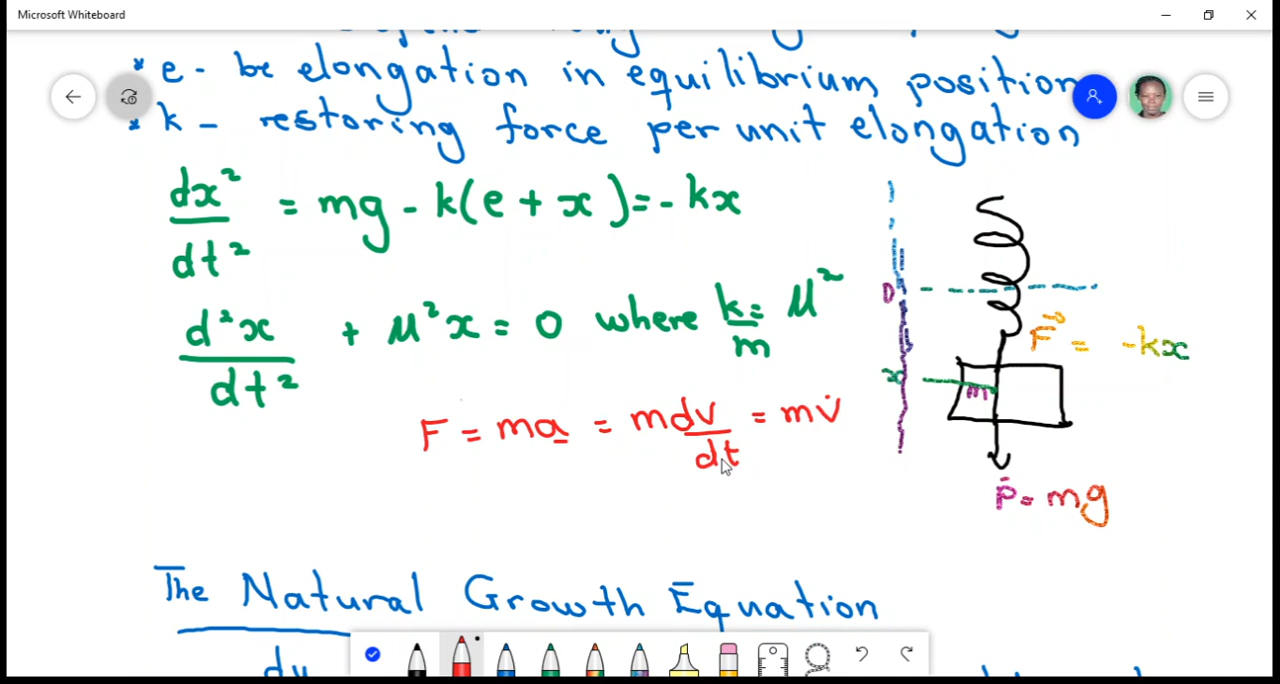 Microsoft Whiteboard
* e - be elongation in equilibrium position
* k - restoring force per unit elongation
dx²/dt² = mg - k(e + x) = - kx
d²x/dt² + μ²x = 0 where k/m = μ²
F = ma = mdv/dt = mv̇
0
F⃗ = -kx
x
m
p = mg
The Natural Growth Equation